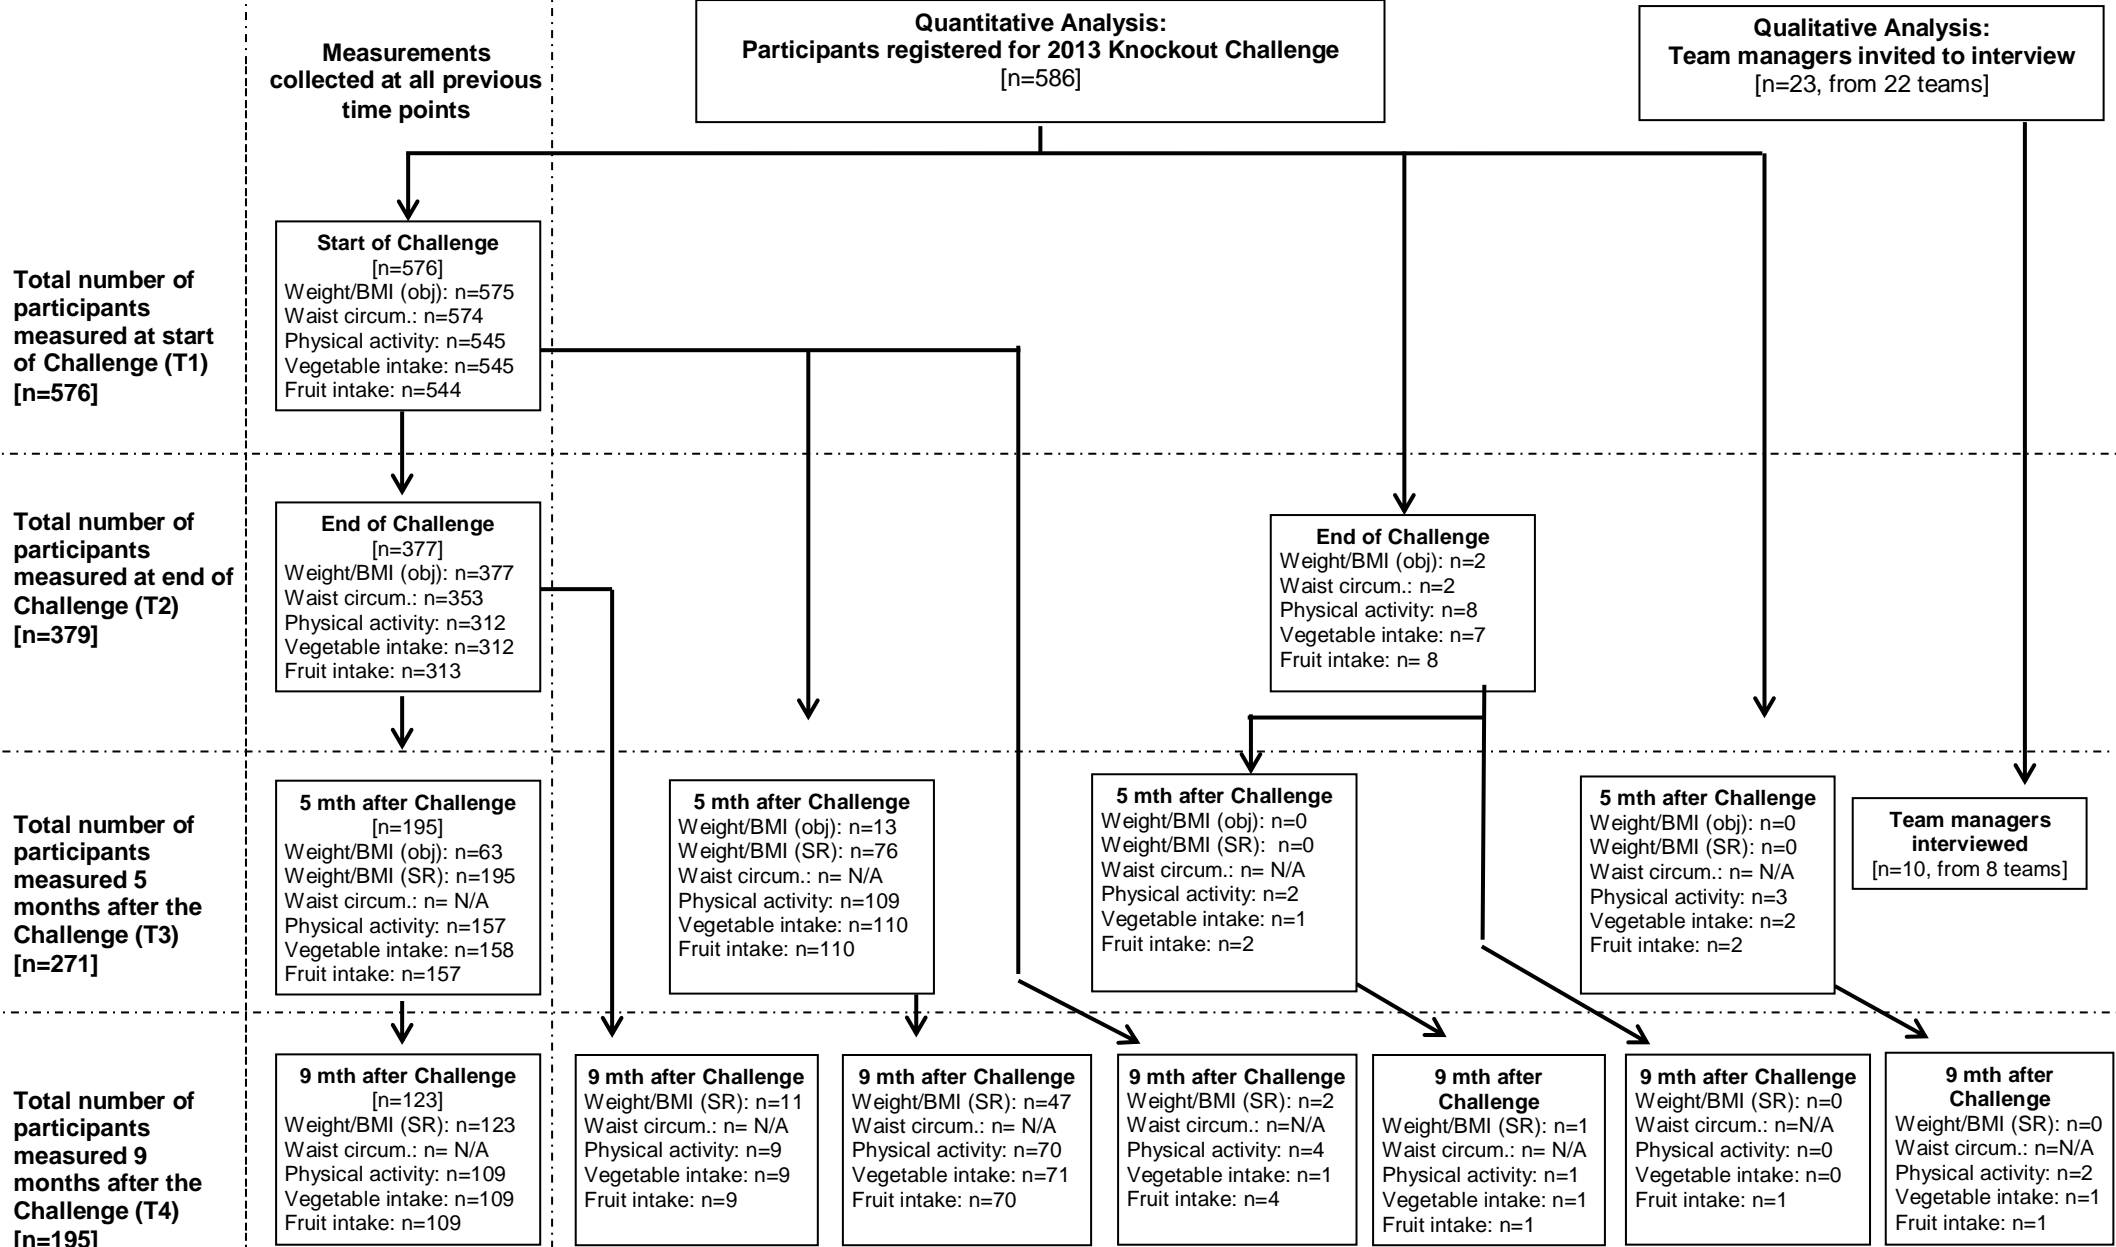 Measurements
collected at all previous
time points
Quantitative Analysis:
Participants registered for 2013 Knockout Challenge
[n=586]
Qualitative Analysis:
Team managers invited to interview
[n=23, from 22 teams]
Total number of
participants
measured at start
of Challenge (T1)
[n=576]
Start of Challenge
[n=576]
Weight/BMI (obj): n=575
Waist circum.: n=574
Physical activity: n=545
Vegetable intake: n=545
Fruit intake: n=544
Total number of
participants
measured at end of
Challenge (T2)
[n=379]
End of Challenge
[n=377]
Weight/BMI (obj): n=377
Waist circum.: n=353
Physical activity: n=312
Vegetable intake: n=312
Fruit intake: n=313
End of Challenge
Weight/BMI (obj): n=2
Waist circum.: n=2
Physical activity: n=8
Vegetable intake: n=7
Fruit intake: n= 8
Total number of
participants
measured 5
months after the
Challenge (T3)
[n=271]
5 mth after Challenge
[n=195]
Weight/BMI (obj): n=63
Weight/BMI (SR): n=195
Waist circum.: n= N/A
Physical activity: n=157
Vegetable intake: n=158
Fruit intake: n=157
5 mth after Challenge
Weight/BMI (obj): n=13
Weight/BMI (SR): n=76
Waist circum.: n= N/A
Physical activity: n=109
Vegetable intake: n=110
Fruit intake: n=110
5 mth after Challenge
Weight/BMI (obj): n=0
Weight/BMI (SR): n=0
Waist circum.: n= N/A
Physical activity: n=2
Vegetable intake: n=1
Fruit intake: n=2
5 mth after Challenge
Weight/BMI (obj): n=0
Weight/BMI (SR): n=0
Waist circum.: n= N/A
Physical activity: n=3
Vegetable intake: n=2
Fruit intake: n=2
Team managers
interviewed
[n=10, from 8 teams]
Total number of
participants
measured 9
months after the
Challenge (T4)
[n=195]
9 mth after Challenge
[n=123]
Weight/BMI (SR): n=123
Waist circum.: n= N/A
Physical activity: n=109
Vegetable intake: n=109
Fruit intake: n=109
9 mth after Challenge
Weight/BMI (SR): n=11
Waist circum.: n= N/A
Physical activity: n=9
Vegetable intake: n=9
Fruit intake: n=9
9 mth after Challenge
Weight/BMI (SR): n=47
Waist circum.: n= N/A
Physical activity: n=70
Vegetable intake: n=71
Fruit intake: n=70
9 mth after Challenge
Weight/BMI (SR): n=2
Waist circum.: n=N/A
Physical activity: n=4
Vegetable intake: n=1
Fruit intake: n=4
9 mth after
Challenge
Weight/BMI (SR): n=1
Waist circum.: n= N/A
Physical activity: n=1
Vegetable intake: n=1
Fruit intake: n=1
9 mth after Challenge
Weight/BMI (SR): n=0
Waist circum.: n=N/A
Physical activity: n=0
Vegetable intake: n=0
Fruit intake: n=1
9 mth after
Challenge
Weight/BMI (SR): n=0
Waist circum.: n=N/A
Physical activity: n=2
Vegetable intake: n=1
Fruit intake: n=1